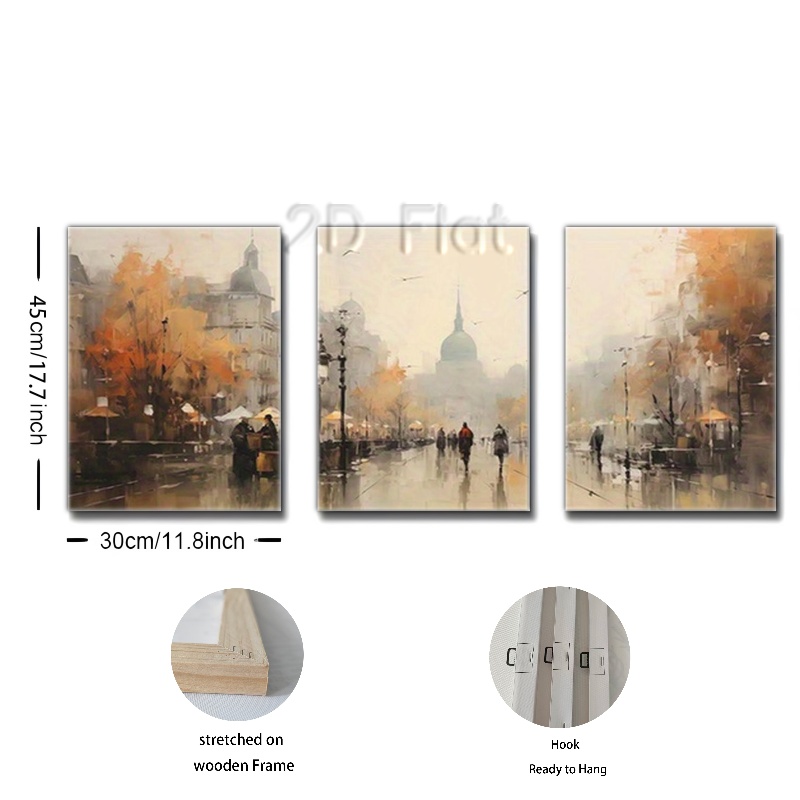 2D Flat
45cm/17.7inch
30cm/11.8inch
stretched on
wooden Frame
Hook
Ready to Hang